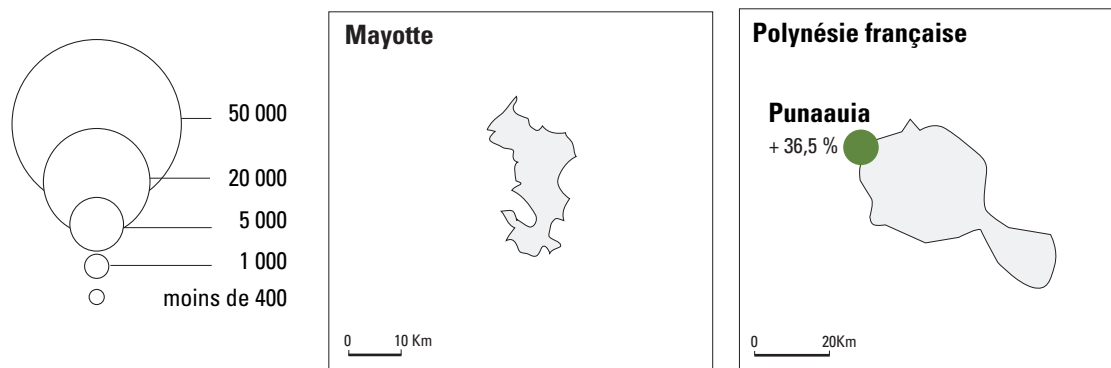 50 000
20 000
5 000
1 000
moins de 400
Mayotte
0 10 Km
Polynésie française
Punaauia
+ 36,5 %
0 20Km